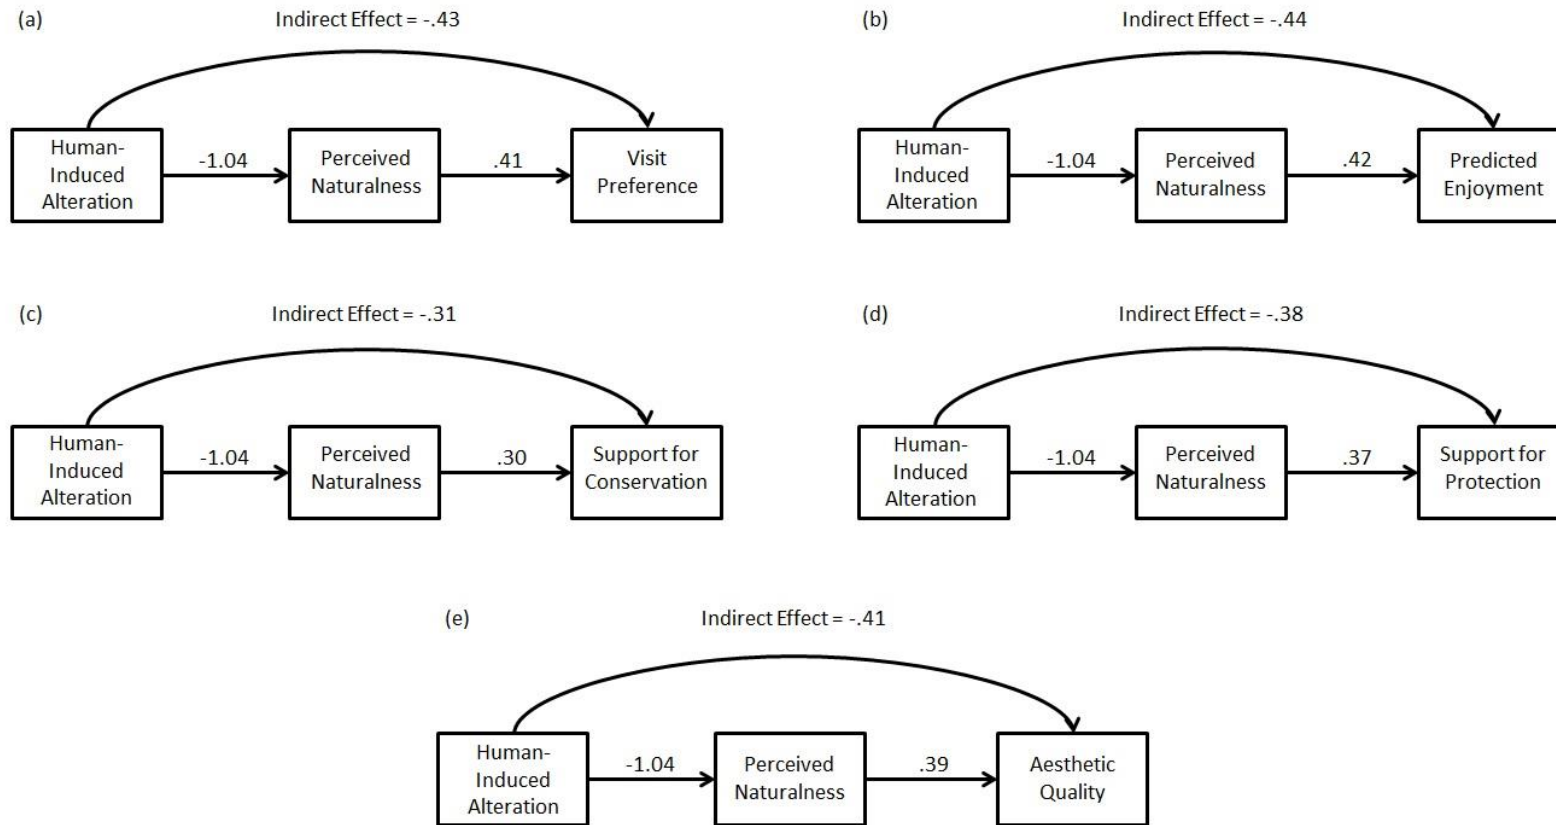 (a)
Indirect Effect = -.43
Human-
Induced
Alteration
-1.04
Perceived
Naturalness
.41
Visit
Preference
(b)
Indirect Effect = -.44
Human-
Induced
Alteration
-1.04
Perceived
Naturalness
.42
Predicted
Enjoyment
(c)
Indirect Effect = -.31
Human-
Induced
Alteration
-1.04
Perceived
Naturalness
.30
Support for
Conservation
(d)
Indirect Effect = -.38
Human-
Induced
Alteration
-1.04
Perceived
Naturalness
.37
Support for
Protection
(e)
Indirect Effect = -.41
Human-
Induced
Alteration
-1.04
Perceived
Naturalness
.39
Aesthetic
Quality